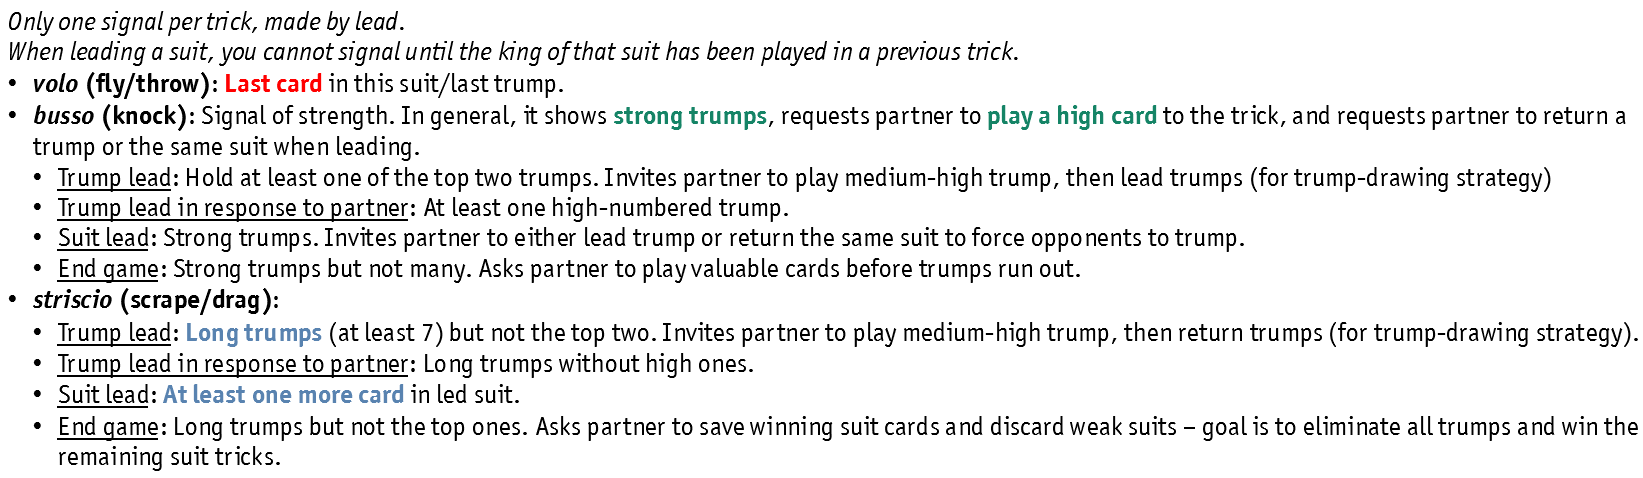 Only one signal per trick, made by lead.
When leading a suit, you cannot signal until the king of that suit has been played in a previous trick.
• volo (fly/throw): Last card in this suit/last trump.
• busso (knock): Signal of strength. In general, it shows strong trumps, requests partner to play a high card to the trick, and requests partner to return a
trump or the same suit when leading.
• Trump lead: Hold at least one of the top two trumps. Invites partner to play medium-high trump, then lead trumps (for trump-drawing strategy)
• Trump lead in response to partner: At least one high-numbered trump.
• Suit lead: Strong trumps. Invites partner to either lead trump or return the same suit to force opponents to trump.
• End game: Strong trumps but not many. Asks partner to play valuable cards before trumps run out.
• striscio (scrape/drag):
• Trump lead: Long trumps (at least 7) but not the top two. Invites partner to play medium-high trump, then return trumps (for trump-drawing strategy).
• Trump lead in response to partner: Long trumps without high ones.
• Suit lead: At least one more card in led suit.
• End game: Long trumps but not the top ones. Asks partner to save winning suit cards and discard weak suits – goal is to eliminate all trumps and win the
remaining suit tricks.